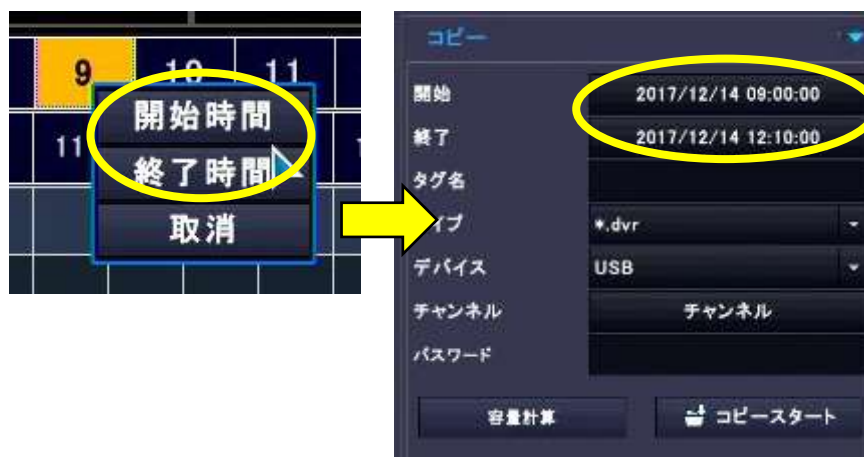 9 10 11
開始時間
11
終了時間
取消
コピー
開始 2017/12/14 09:00:00
終了 2017/12/14 12:10:00
タグ名
イプ *.dvr
デバイス USB
チャンネル チャンネル
パスワード
容量計算 コピースタート